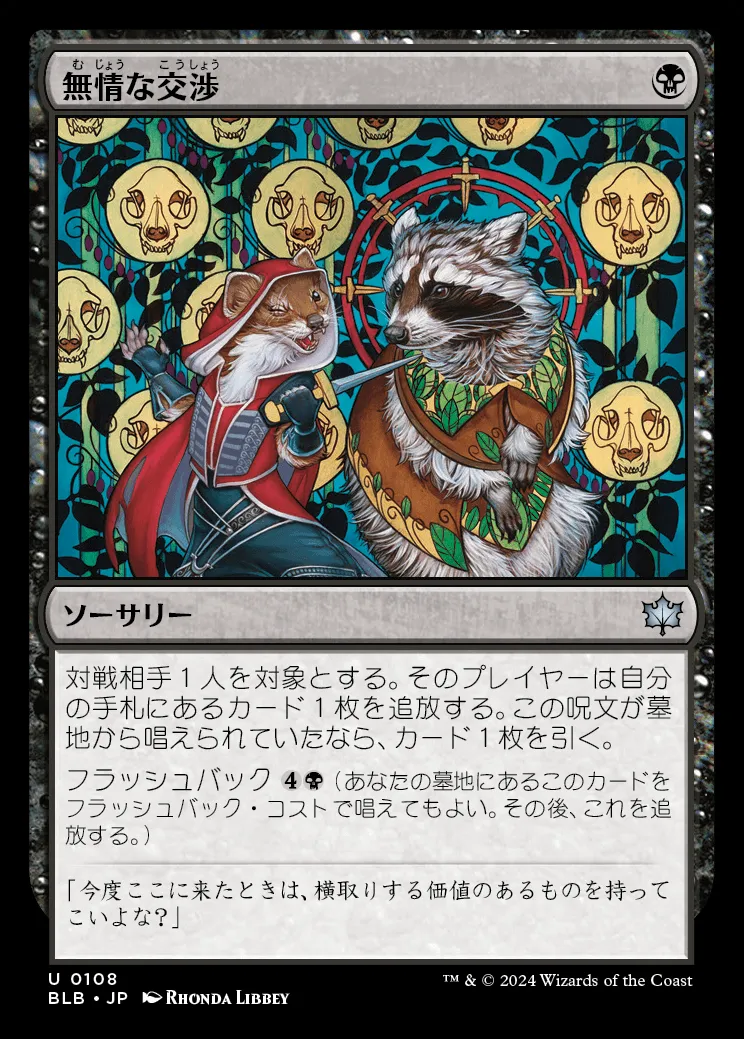 む じょう こうしょう
無情な交渉
ソーサリー
対戦相手1人を対象とする。そのプレイヤーは自分
の手札にあるカード1枚を追放する。この呪文が墓
地から唱えられていたなら、カード1枚を引く。
フラッシュバック 4（あなたの墓地にあるこのカードを
フラッシュバック・コストで唱えてもよい。その後、これを追
放する。）
「今度ここに来たときは、横取りする価値のあるものを持って
こいよな?」
U 0108
BLB • JP Rhonda Libbey
™ & © 2024 Wizards of the Coast